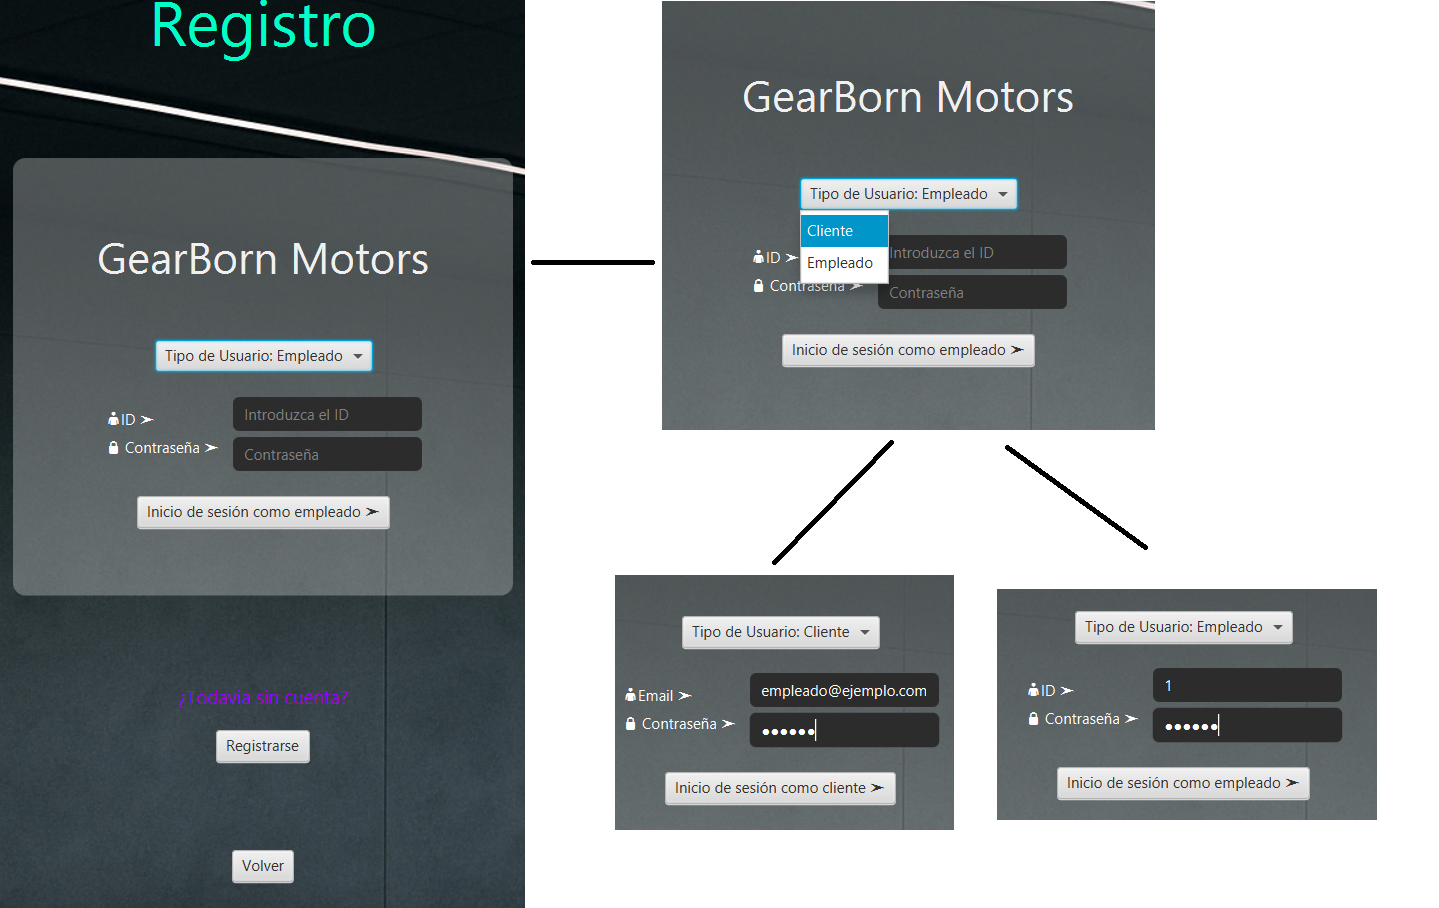 Registro
GearBorn Motors
Tipo de Usuario: Empleado
ID ➣
Introduzca el ID
Contraseña ➣
Contraseña
Inicio de sesión como empleado ➣
¿Todavia sin cuenta?
Registrarse
Volver
GearBorn Motors
Tipo de Usuario: Empleado
Cliente
Empleado
ID ➣
Introduzca el ID
Contraseña ➣
Contraseña
Inicio de sesión como empleado ➣
Tipo de Usuario: Cliente
Email ➣
empleado@ejemplo.com
Contraseña ➣
••••••
Inicio de sesión como cliente ➣
Tipo de Usuario: Empleado
ID ➣
1
Contraseña ➣
••••••
Inicio de sesión como empleado ➣